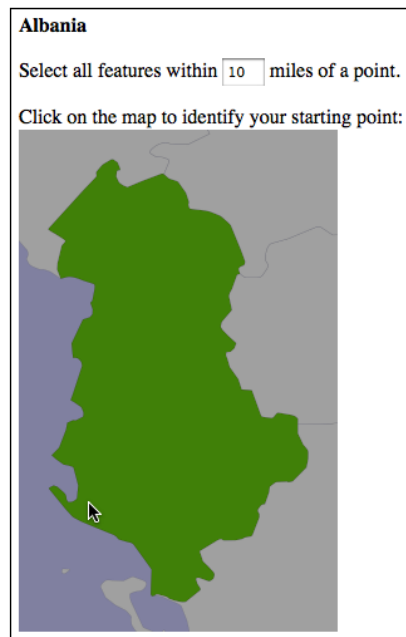 Albania
Select all features within 10 miles of a point.
Click on the map to identify your starting point: